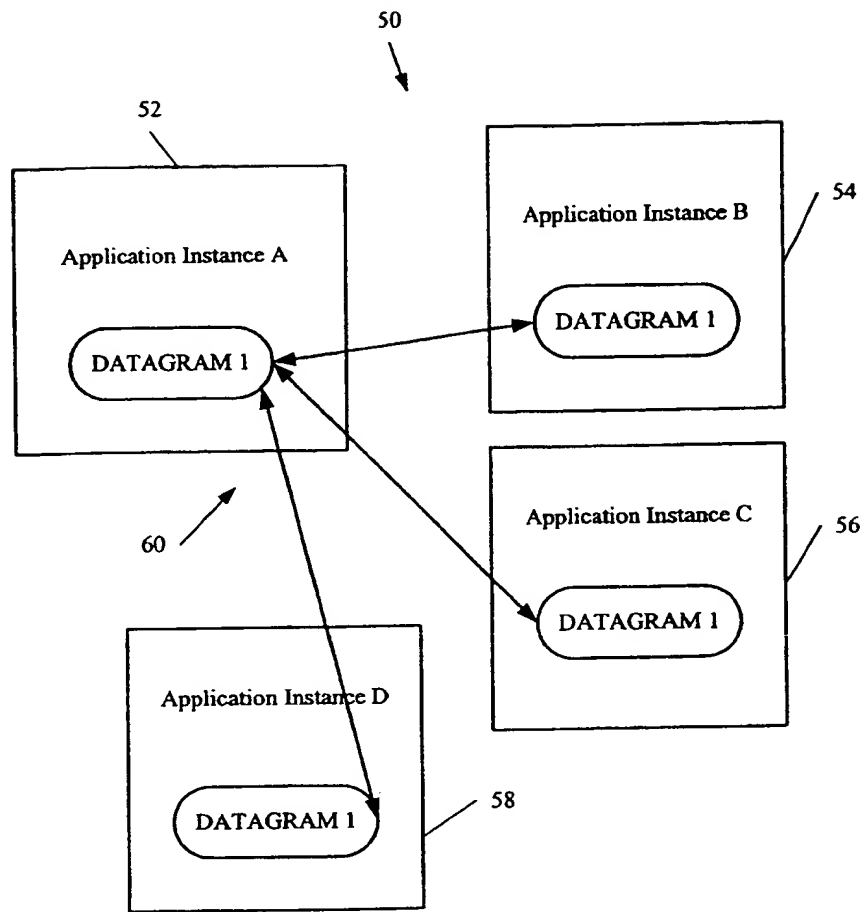 50
52
54
Application Instance B
Application Instance A
DATAGRAM 1
DATAGRAM 1
Application Instance C
56
60
DATAGRAM 1
Application Instance D
58
DATAGRAM 1